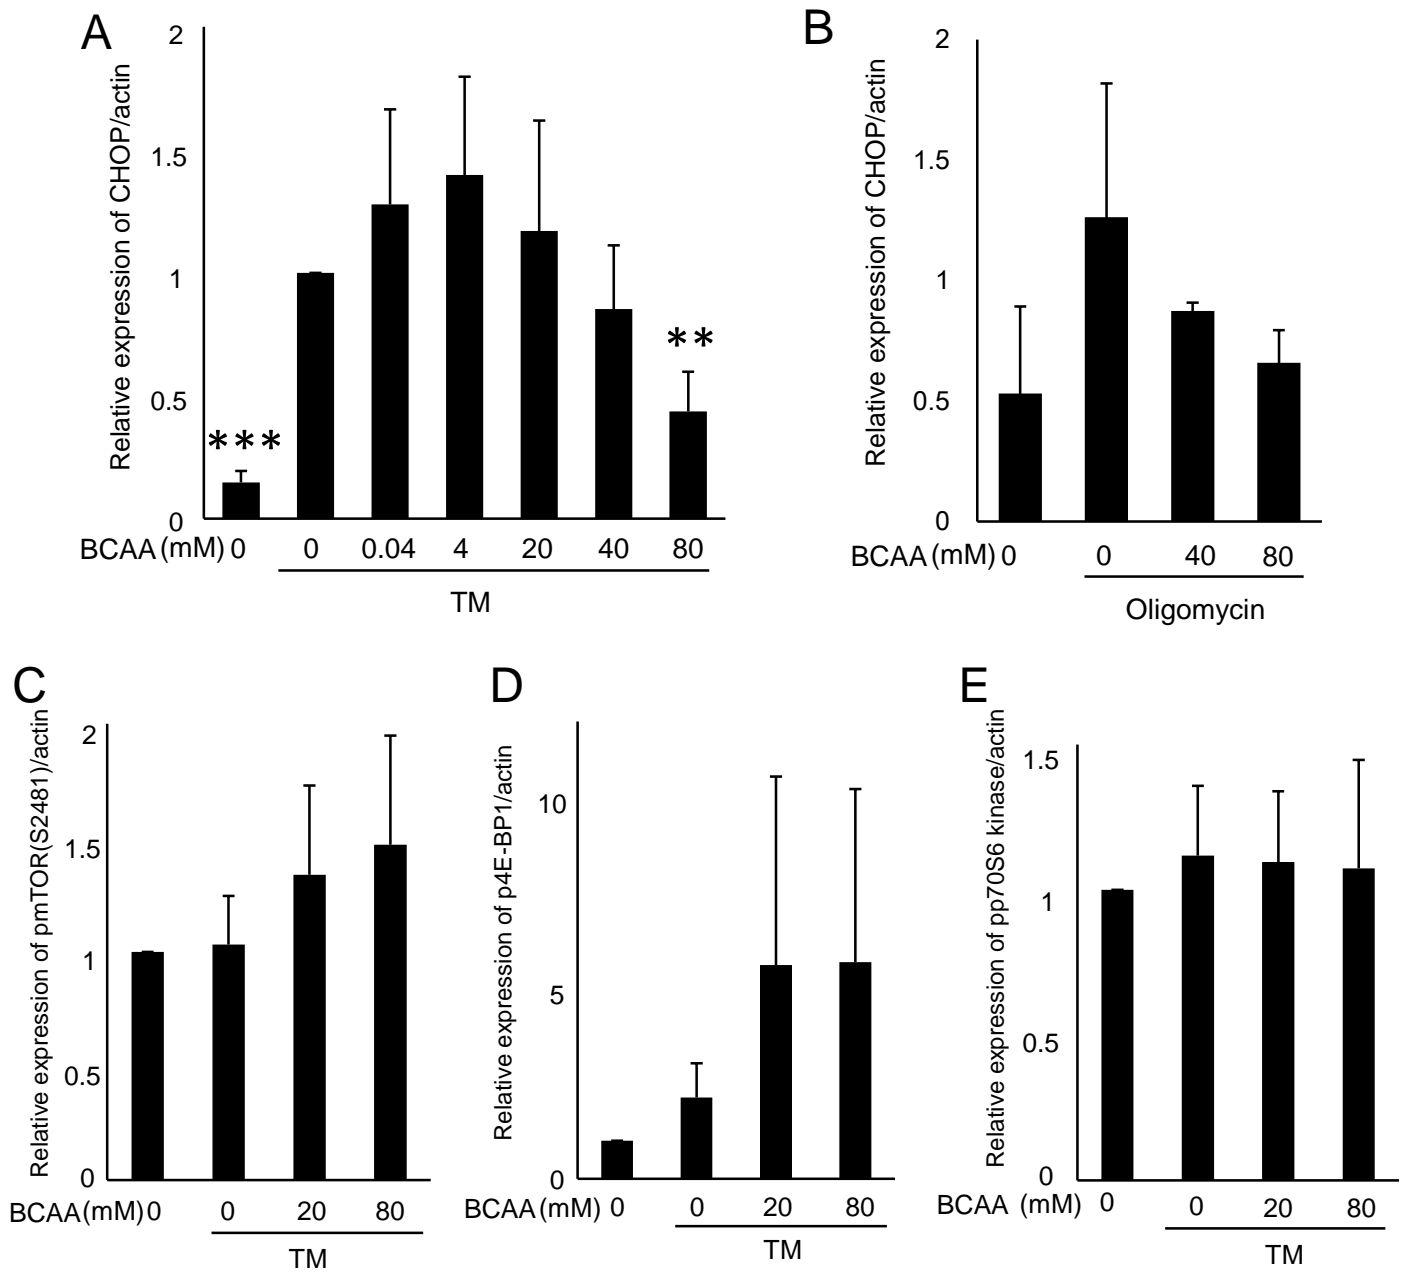 A
Relative expression of CHOP/actin
2
1.5
1
0.5
0
***
**
BCAA (mM) 0 0 0.04 4 20 40 80
TM
B
Relative expression of CHOP/actin
2
1.5
1
0.5
0
BCAA (mM) 0 0 40 80
Oligomycin
C
Relative expression of pmTOR(S2481)/actin
2
1.5
1
0.5
0
BCAA (mM) 0 0 20 80
TM
D
Relative expression of p4E-BP1/actin
10
5
0
BCAA (mM) 0 0 20 80
TM
E
Relative expression of pp70S6 kinase/actin
1.5
1
0.5
0
BCAA (mM) 0 0 20 80
TM